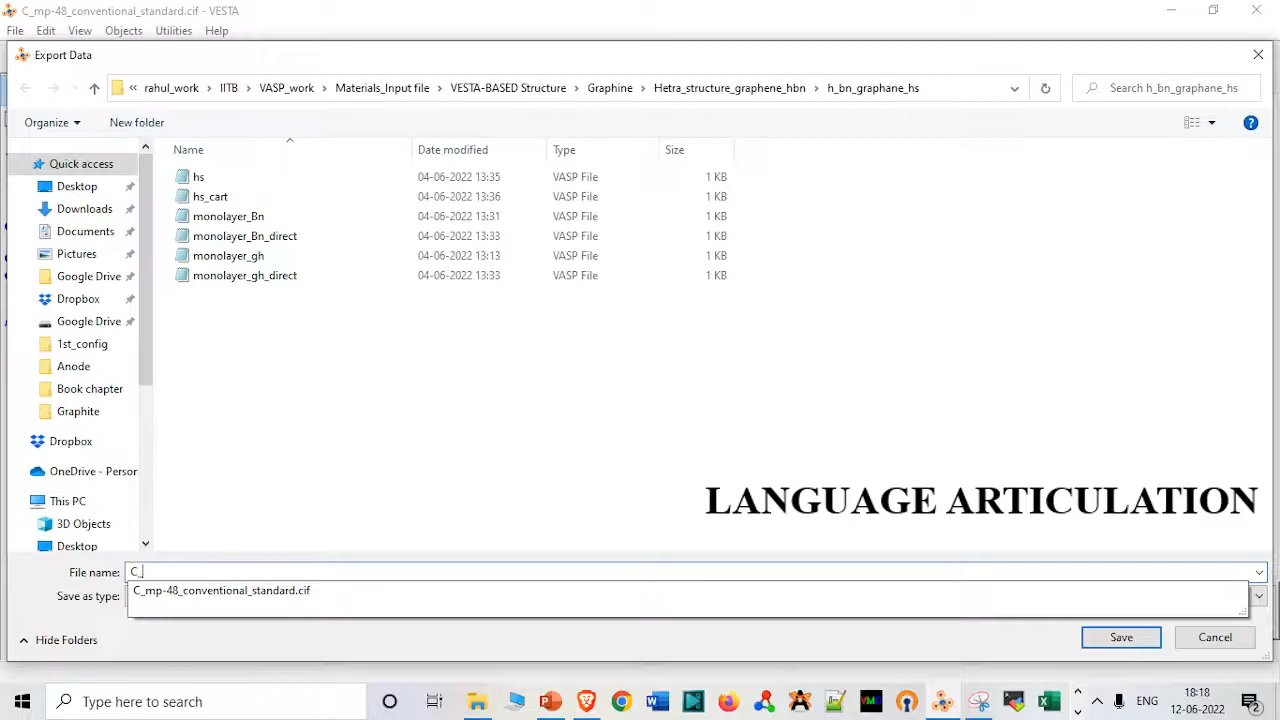 C_mp-48_conventional_standard.cif - VESTA
File Edit View Objects Utilities Help
Export Data
« rahul_work > IITB > VASP_work > Materials_Input file > VESTA-BASED Structure > Graphine > Hetra_structure_graphene_hbn > h_bn_graphane_hs
Search h_bn_graphane_hs
Organize New folder
Name Date modified Type Size
Quick access
Desktop
Downloads
Documents
Pictures
Google Drive
Dropbox
Google Drive
1st_config
Anode
Book chapter
Graphite
Dropbox
OneDrive - Person
This PC
3D Objects
Desktop
hs 04-06-2022 13:35 VASP File 1 KB
hs_cart 04-06-2022 13:36 VASP File 1 KB
monolayer_Bn 04-06-2022 13:31 VASP File 1 KB
monolayer_Bn_direct 04-06-2022 13:33 VASP File 1 KB
monolayer_gh 04-06-2022 13:13 VASP File 1 KB
monolayer_gh_direct 04-06-2022 13:33 VASP File 1 KB
LANGUAGE ARTICULATION
File name: C_
C_mp-48_conventional_standard.cif
Save as type:
Hide Folders
Save Cancel
Type here to search
ENG
18:18
12-06-2022
2